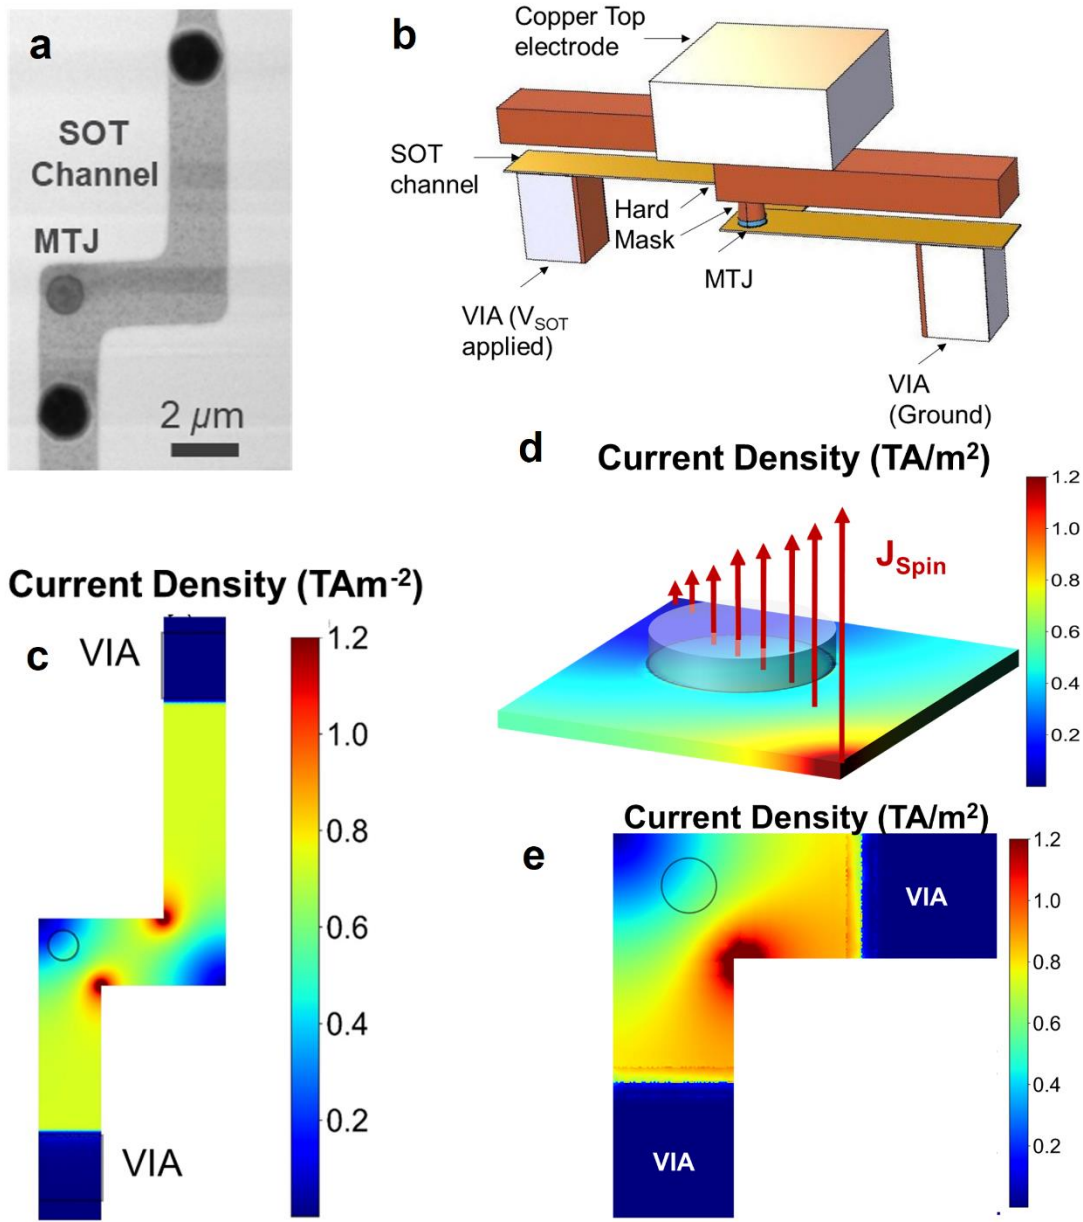 a
SOT
Channel
MTJ
2 μm
b
Copper Top
electrode
SOT
channel
Hard
Mask
MTJ
VIA (VSOT
applied)
VIA
(Ground)
d
Current Density (TA/m²)
JSpin
1.2
1.0
0.8
0.6
0.4
0.2
Current Density (TAm-2)
c
VIA
VIA
1.2
1.0
0.8
0.6
0.4
0.2
Current Density (TA/m²)
e
VIA
VIA
1.2
1.0
0.8
0.6
0.4
0.2